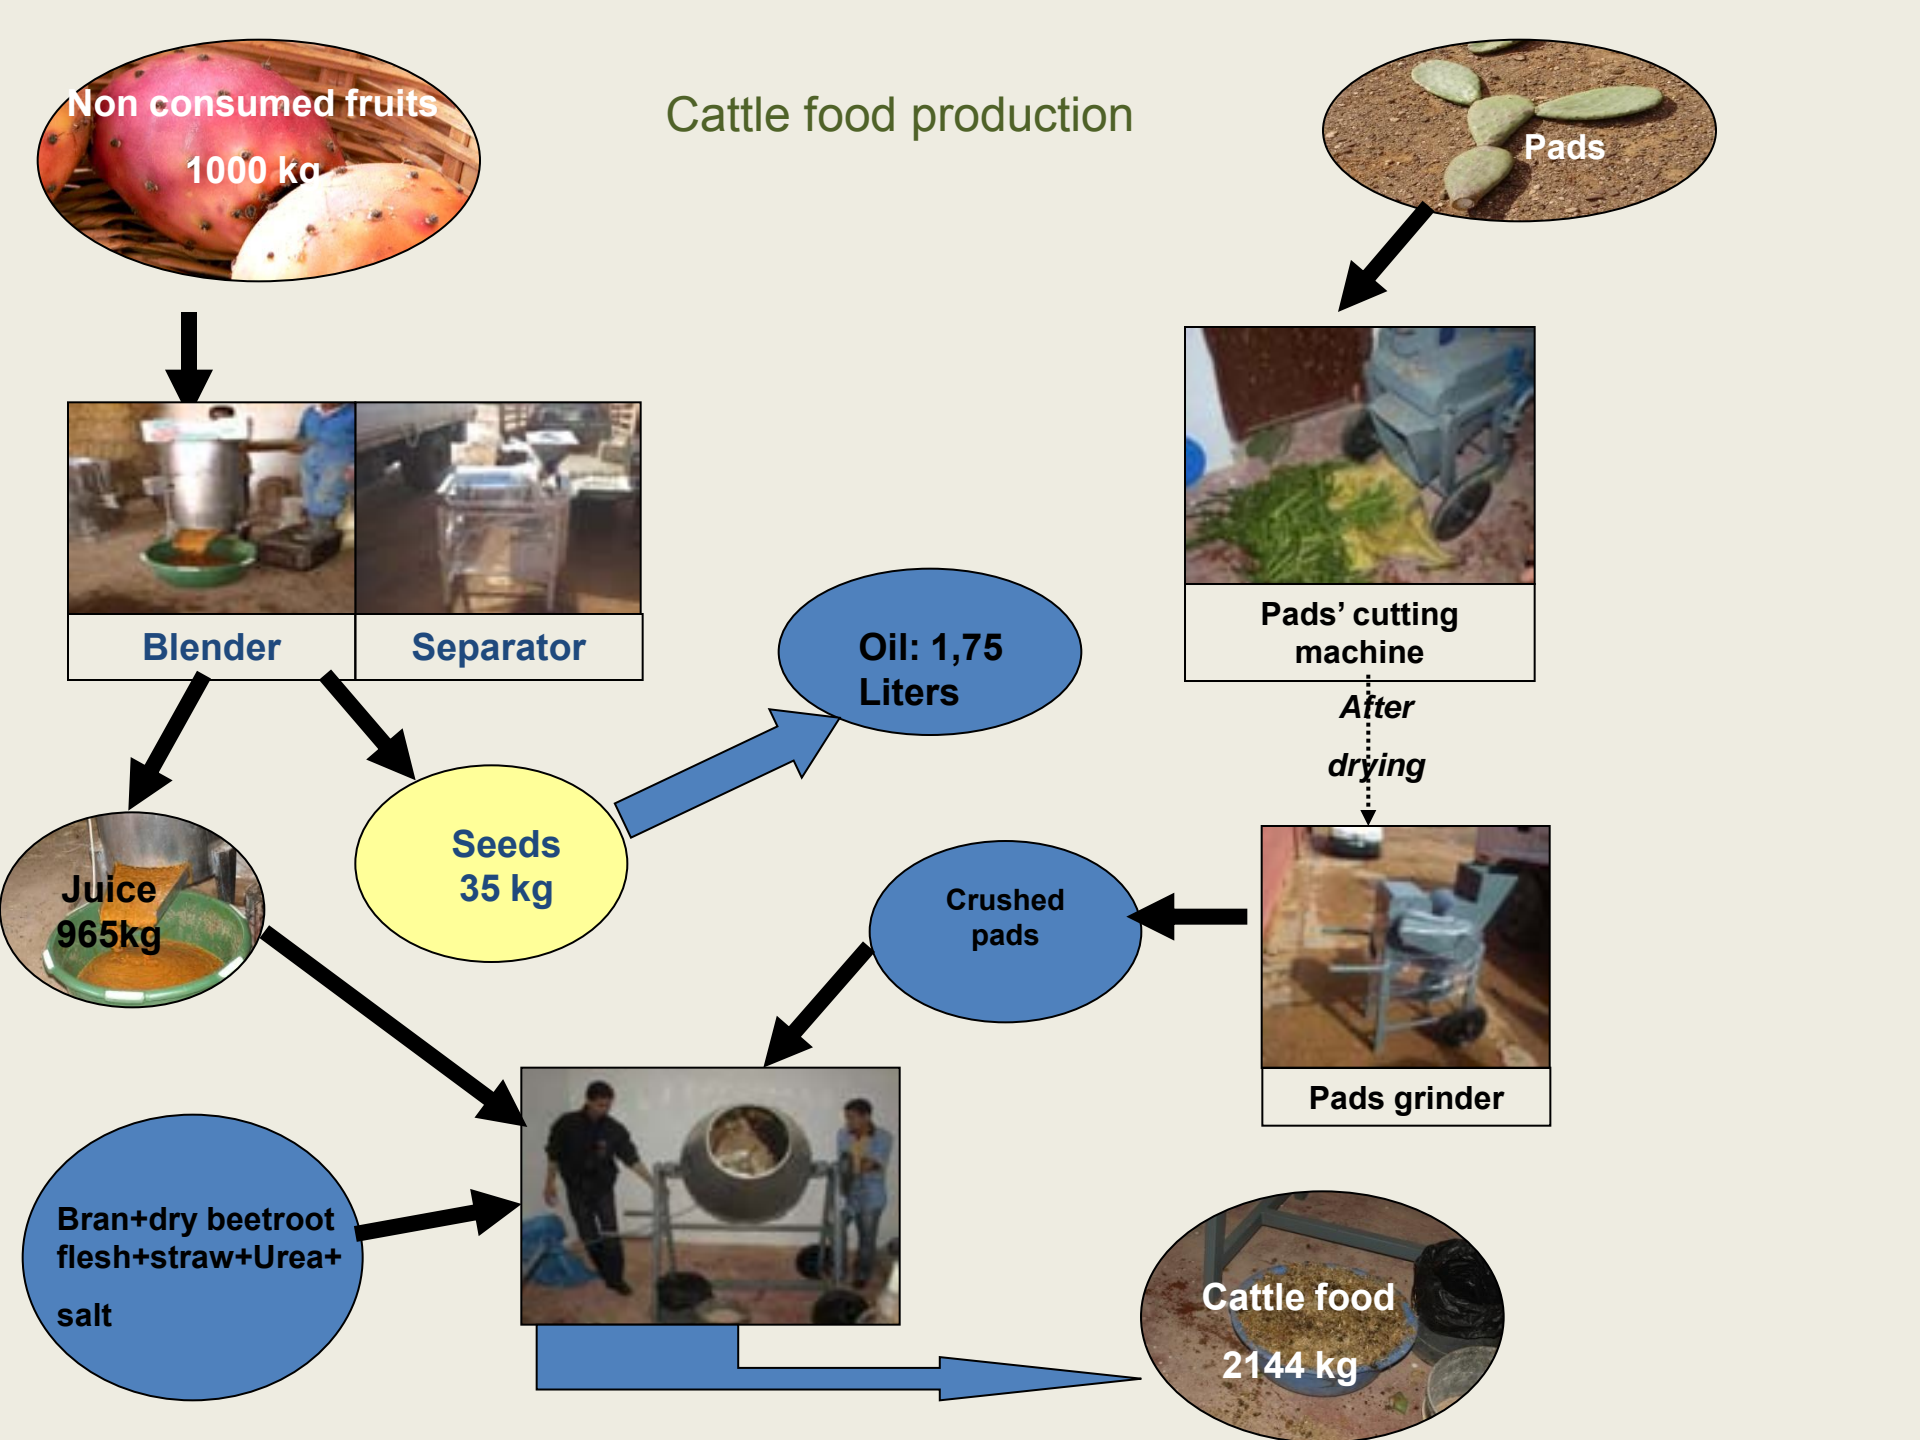 Non consumed fruits
1000 kg
Cattle food production
Pads
Blender
Separator
Oil: 1,75
Liters
Pads’ cutting
machine
After
drying
Seeds
35 kg
Juice
965kg
Crushed
pads
Pads grinder
Bran+dry beetroot
flesh+straw+Urea+
salt
Cattle food
2144 kg